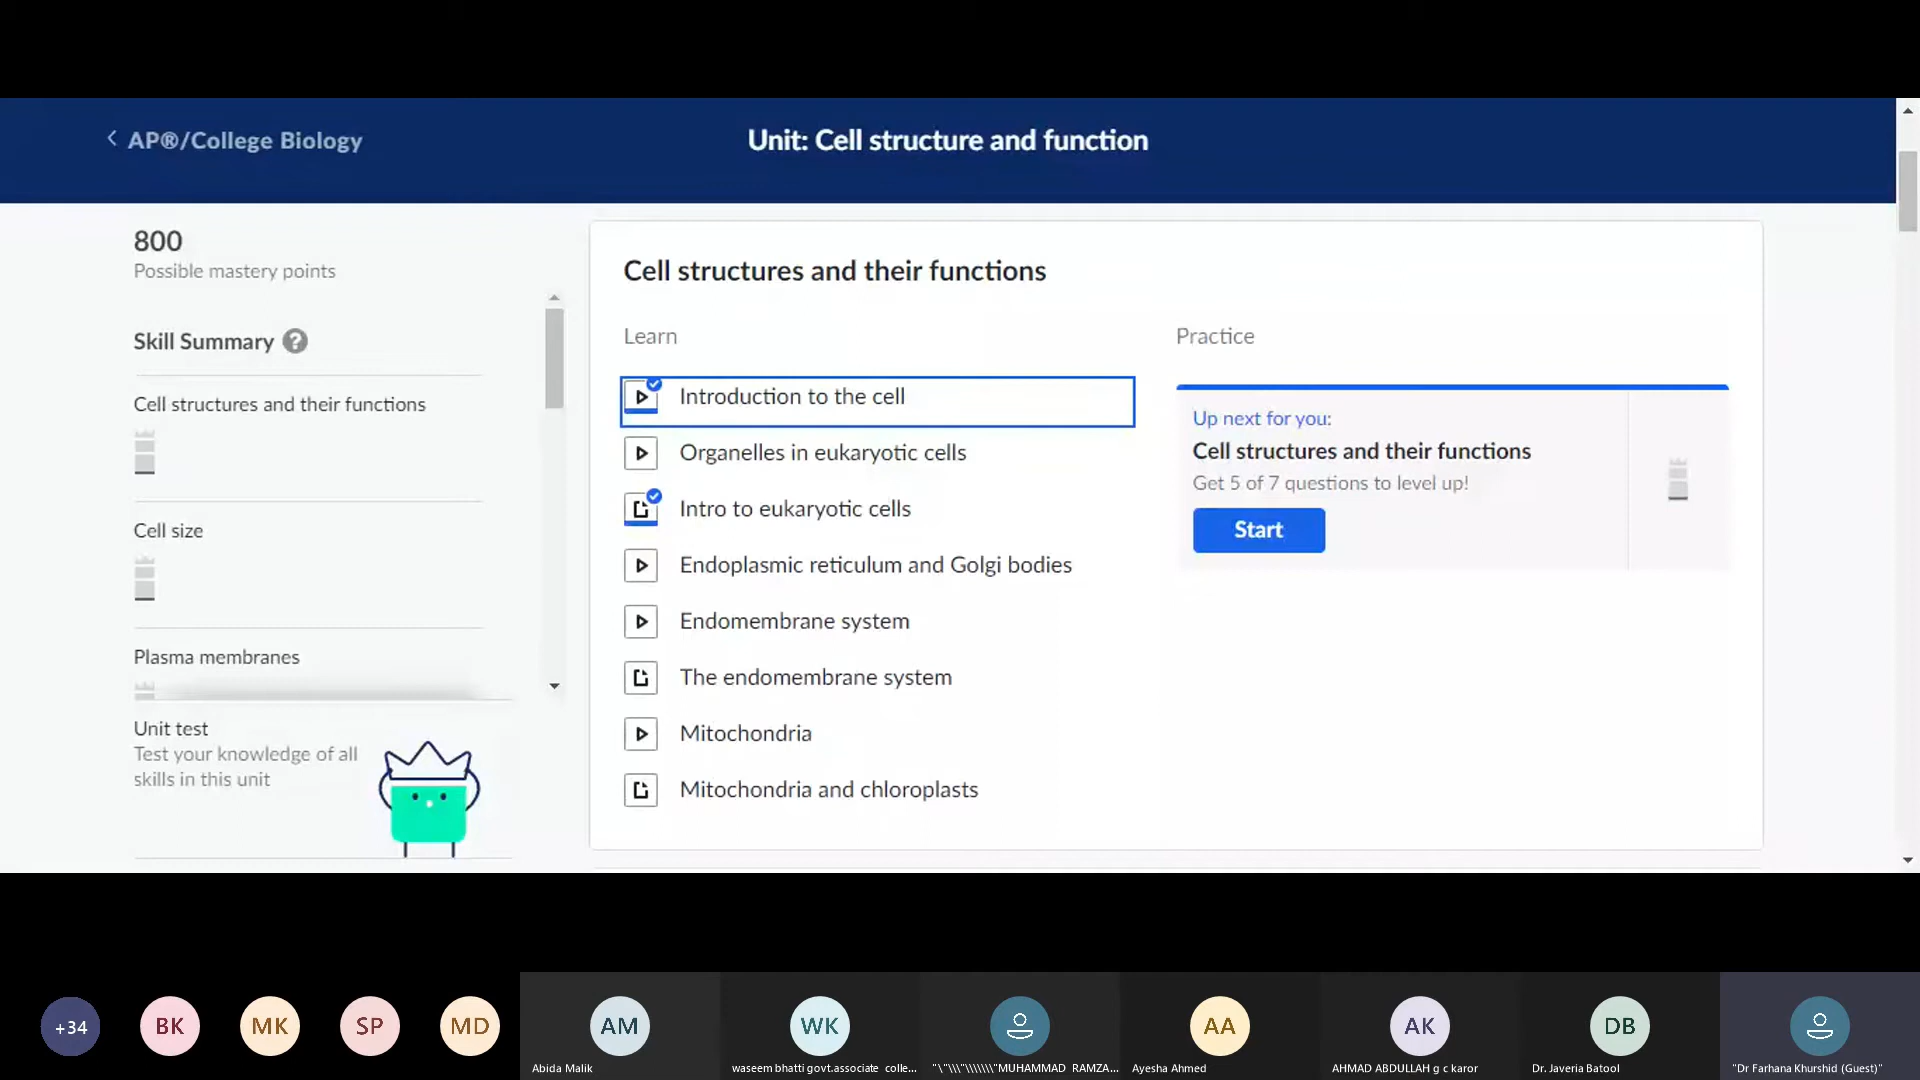 AP®/College Biology
Unit: Cell structure and function
800
Possible mastery points
Skill Summary ?
Cell structures and their functions
Cell size
Plasma membranes
Unit test
Test your knowledge of all
skills in this unit
Cell structures and their functions
Learn
Introduction to the cell
Organelles in eukaryotic cells
Intro to eukaryotic cells
Endoplasmic reticulum and Golgi bodies
Endomembrane system
The endomembrane system
Mitochondria
Mitochondria and chloroplasts
Practice
Up next for you:
Cell structures and their functions
Get 5 of 7 questions to level up!
Start
+34
BK
MK
SP
MD
AM
Abida Malik
WK
waseem bhatti govt.associate colle...
"\"\\\"\\\\\\\"MUHAMMAD RAMZA...
AA
Ayesha Ahmed
AK
AHMAD ABDULLAH g c karor
DB
Dr. Javeria Batool
"Dr Farhana Khurshid (Guest)"